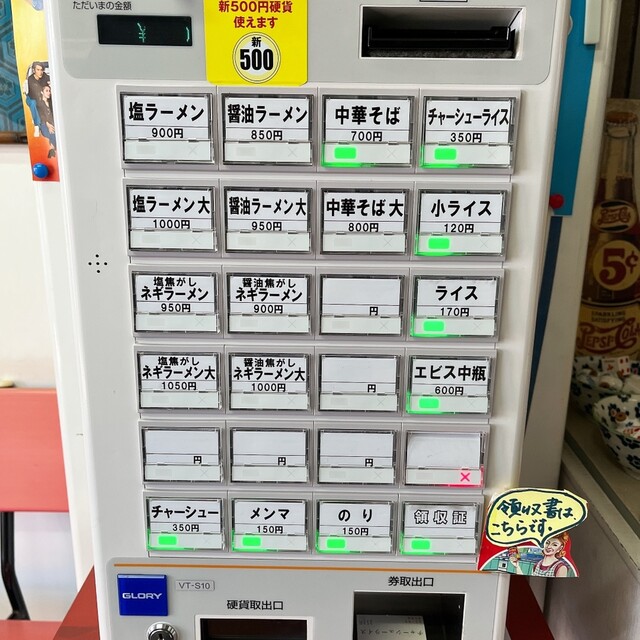 ただいまの金額
¥
新500円硬貨
使えます
新
500
塩ラーメン
900円
醤油ラーメン
850円
中華そば
700円
チャーシューライス
350円
塩ラーメン大
1000円
醤油ラーメン大
950円
中華そば大
800円
小ライス
120円
塩焦がし
ネギラーメン
950円
醤油焦がし
ネギラーメン
900円
円
ライス
170円
塩焦がし
ネギラーメン大
1050円
醤油焦がし
ネギラーメン大
1000円
円
エビス中瓶
600円
円
円
円
×
チャーシュー
350円
メンマ
150円
のり
150円
領収証
領収書は
こちらです.
GLORY
VT-S10
硬貨取出口
券取出口
5¢
SPARKLING
PEPSI-COLA